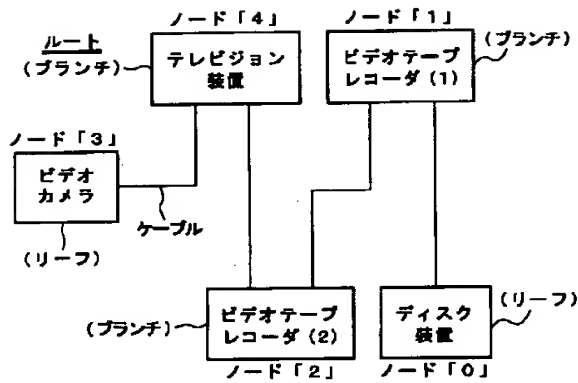 ノード「4」
ノード「1」
ルート
(ブランチ)
テレビジョン
装置
ビデオテープ
レコーダ(1)
(ブランチ)
ノード「3」
ビデオ
カメラ
ケーブル
(リーフ)
(ブランチ)
ビデオテープ
レコーダ(2)
ディスク
装置
(リーフ)
ノード「2」
ノード「0」